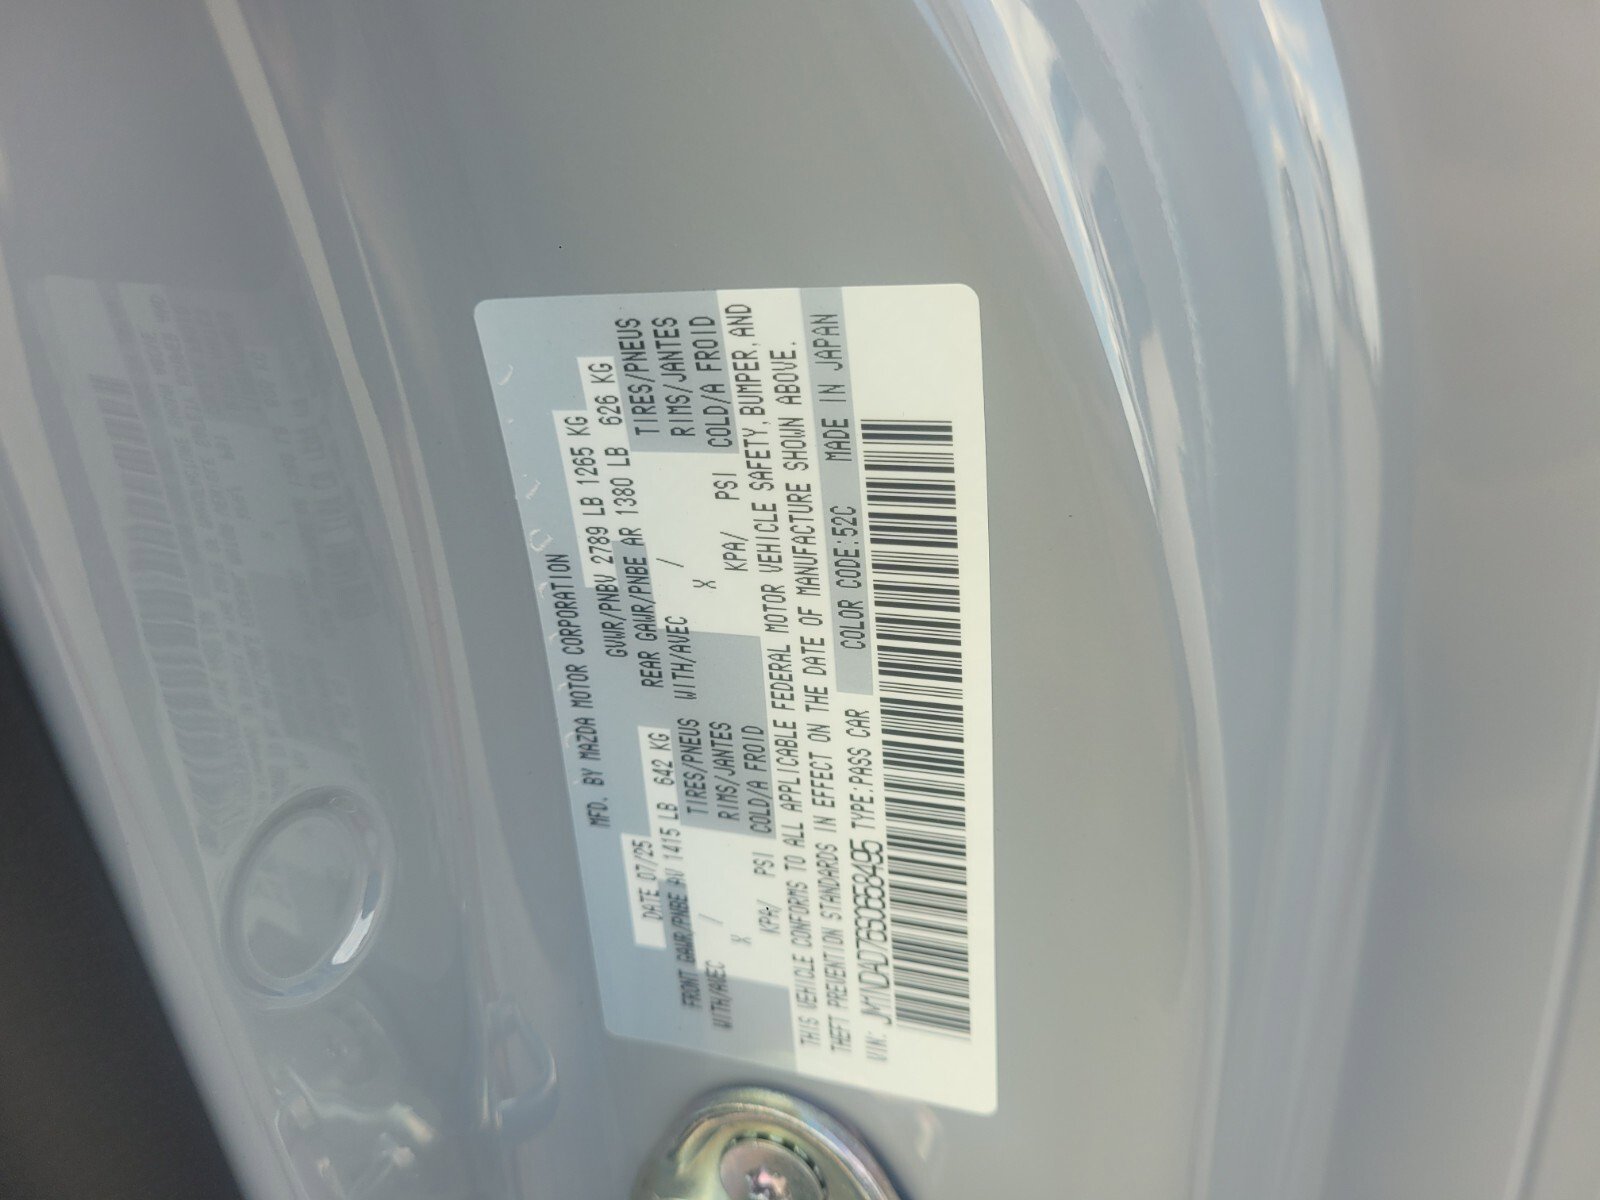 MFD. BY MAZDA MOTOR CORPORATION
DATE 07/25 GVWR/PNBV 2789 LB 1265 KG
FRONT GAWR/PNBE AV 1415 LB 642 KG REAR GAWR/PNBE AR 1380 LB 626 KG
WITH/AVEC / TIRES/PNEUS WITH/AVEC / TIRES/PNEUS
X RIMS/JANTES X RIMS/JANTES
KPA/ PSI COLD/A FROID KPA/ PSI COLD/A FROID
THIS VEHICLE CONFORMS TO ALL APPLICABLE FEDERAL MOTOR VEHICLE SAFETY, BUMPER, AND
THEFT PREVENTION STANDARDS IN EFFECT ON THE DATE OF MANUFACTURE SHOWN ABOVE.
VIN: JM1NDAD76S0658495 TYPE:PASS CAR COLOR CODE:52C MADE IN JAPAN